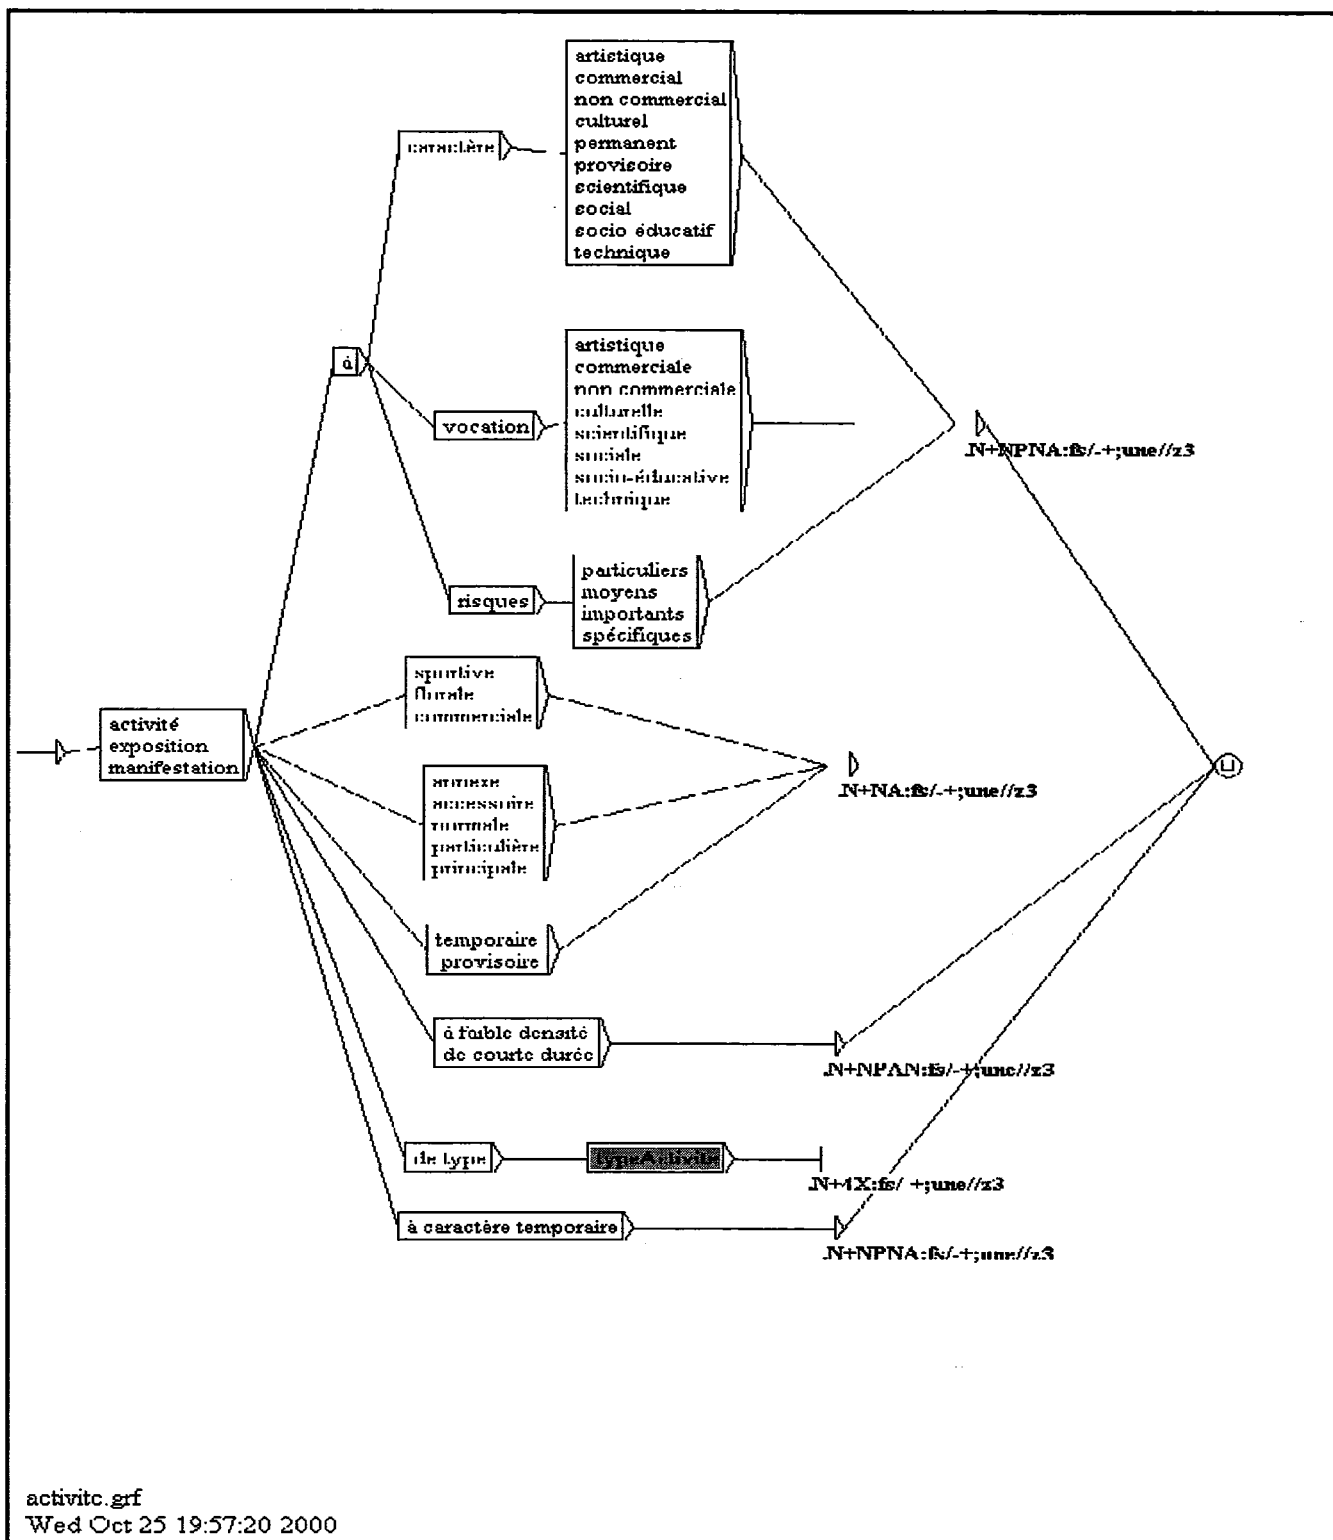 artistique
commercial
non commercial
culturel
permanent
provisoire
scientifique
social
socio éducatif
technique
caractère
à
artistique
commerciale
non commerciale
culturelle
scientifique
sociale
socio-éducative
technique
vocation
.N+NPNA:fs/-+;une//z3
particuliers
moyens
importants
spécifiques
risques
sportive
florale
commerciale
activité
exposition
manifestation
.N+NA:fs/-+;une//z3
annexe
accessoire
normale
particulière
principale
temporaire
provisoire
à faible densité
de courte durée
.N+NPAN:fs/-+;une//z3
de type
typeActivite
.N+4X:fs/ +;une//z3
à caractère temporaire
.N+NPNA:fs/-+;une//z3
activite.grf
Wed Oct 25 19:57:20 2000